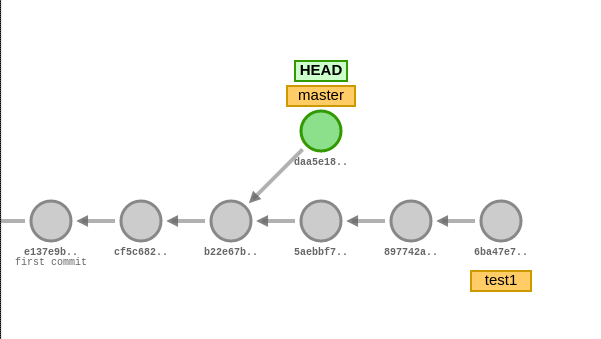 HEAD
master
daa5e18..
e137e9b..
first commit
cf5c682..
b22e67b..
5aebbf7..
897742a..
6ba47e7..
test1